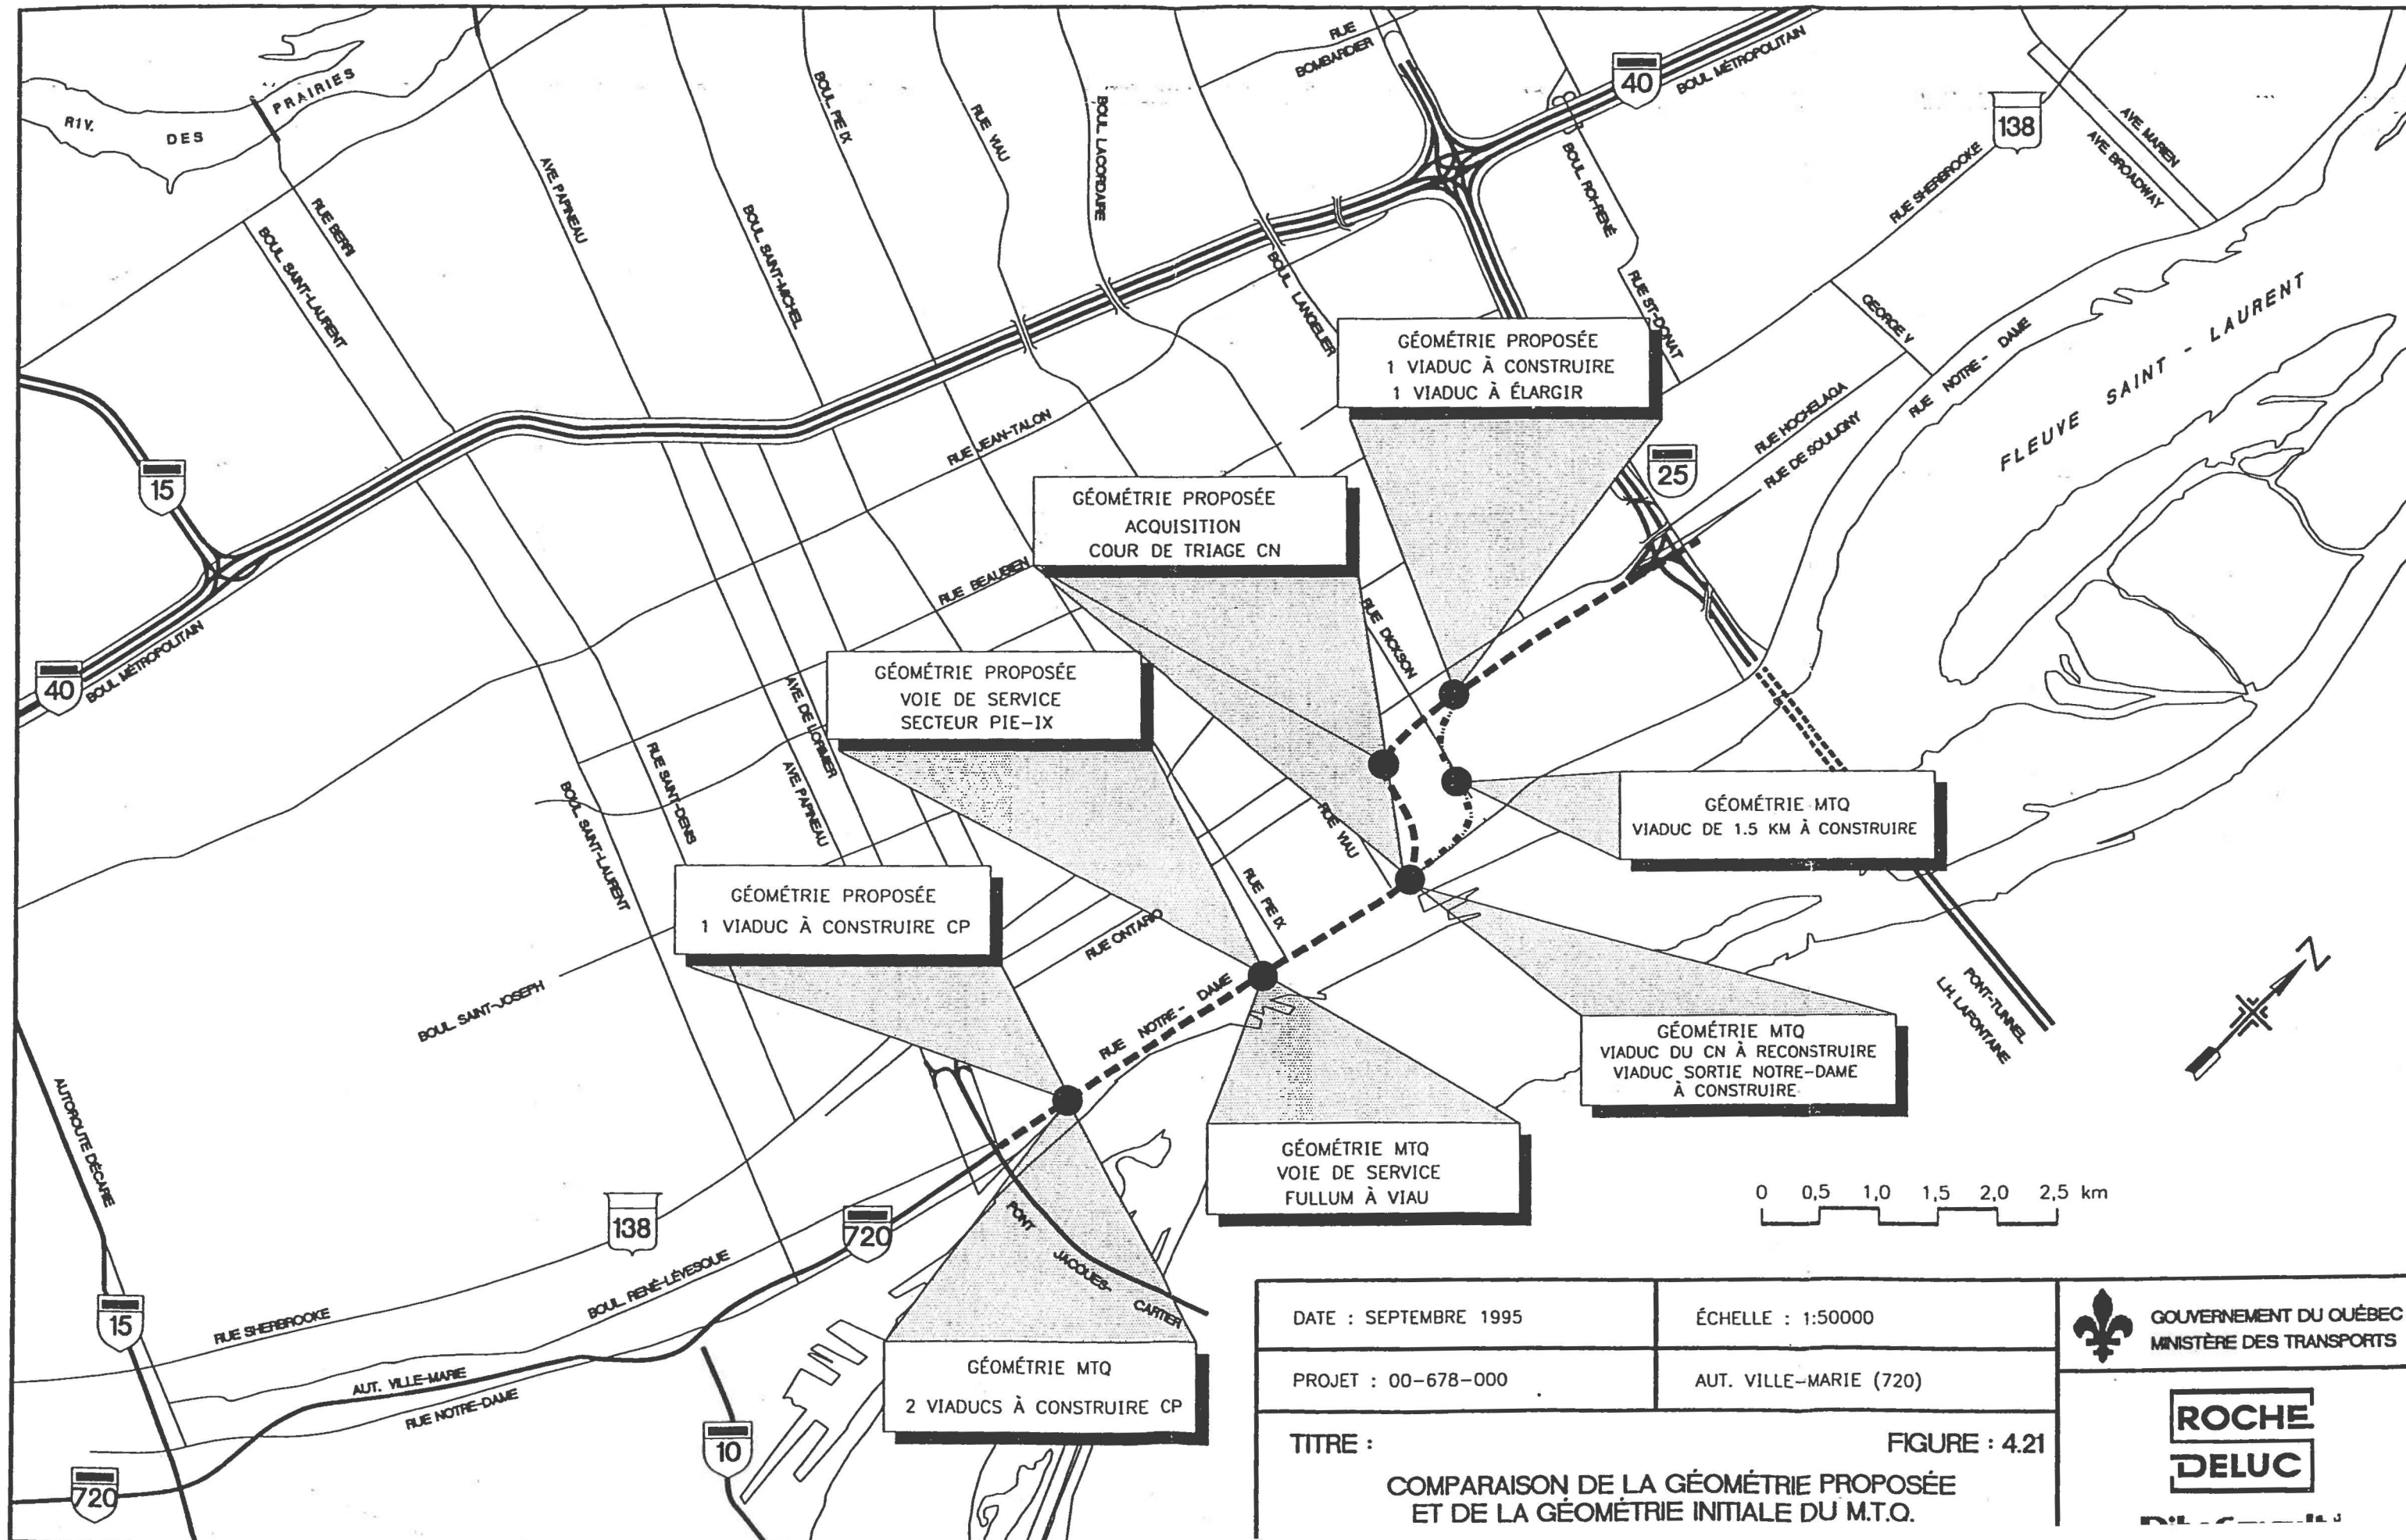 RIV.
DES
PRAIRIES
RUE BERRI
BOUL. SAINT-LAURENT
AVE. PAPINEAU
BOUL. SAINT-MICHEL
BOUL. PIE IX
RUE VIAU
BOUL. LACORDAIRE
RUE
BOMBARDIER
40
BOUL. MÉTROPOLITAIN
138
AVE. MARIEN
AVE. BROADWAY
RUE SHERBROOKE
BOUL. ROI-RENÉ
RUE ST-DONAT
BOUL. LANGELIER
GEORGE V
RUE NOTRE - DAME
FLEUVE SAINT - LAURENT
RUE HOCHELAGA
RUE DE SOULIGNY
25
15
40
BOUL. MÉTROPOLITAIN
RUE JEAN-TALON
RUE BEAUBIEN
GÉOMÉTRIE PROPOSÉE
1 VIADUC À CONSTRUIRE
1 VIADUC À ÉLARGIR
GÉOMÉTRIE PROPOSÉE
ACQUISITION
COUR DE TRIAGE CN
GÉOMÉTRIE PROPOSÉE
VOIE DE SERVICE
SECTEUR PIE-IX
GÉOMÉTRIE PROPOSÉE
1 VIADUC À CONSTRUIRE CP
RUE DICKSON
RUE VIAU
RUE PIE IX
AVE. DE LORIMIER
AVE. PAPINEAU
RUE SAINT-DENIS
BOUL. SAINT-LAURENT
RUE ONTARIO
RUE NOTRE - DAME
BOUL. SAINT-JOSEPH
GÉOMÉTRIE MTQ
VIADUC DE 1.5 KM À CONSTRUIRE
GÉOMÉTRIE MTQ
VIADUC DU CN À RECONSTRUIRE
VIADUC SORTIE NOTRE-DAME
À CONSTRUIRE
GÉOMÉTRIE MTQ
VOIE DE SERVICE
FULLUM À VIAU
GÉOMÉTRIE MTQ
2 VIADUCS À CONSTRUIRE CP
PONT-TUNNEL
L.H. LAFONTAINE
N
0 0,5 1,0 1,5 2,0 2,5 km
AUTOROUTE DÉCARIE
15
138
720
PONT JACQUES- CARTIER
BOUL. RENÉ-LÉVESQUE
RUE SHERBROOKE
AUT. VILLE-MARIE
RUE NOTRE-DAME
10
720
DATE : SEPTEMBRE 1995
ÉCHELLE : 1:50000
PROJET : 00-678-000
AUT. VILLE-MARIE (720)
TITRE :
FIGURE : 4.21
COMPARAISON DE LA GÉOMÉTRIE PROPOSÉE
ET DE LA GÉOMÉTRIE INITIALE DU M.T.Q.
GOUVERNEMENT DU QUÉBEC
MINISTÈRE DES TRANSPORTS
ROCHE
DELUC